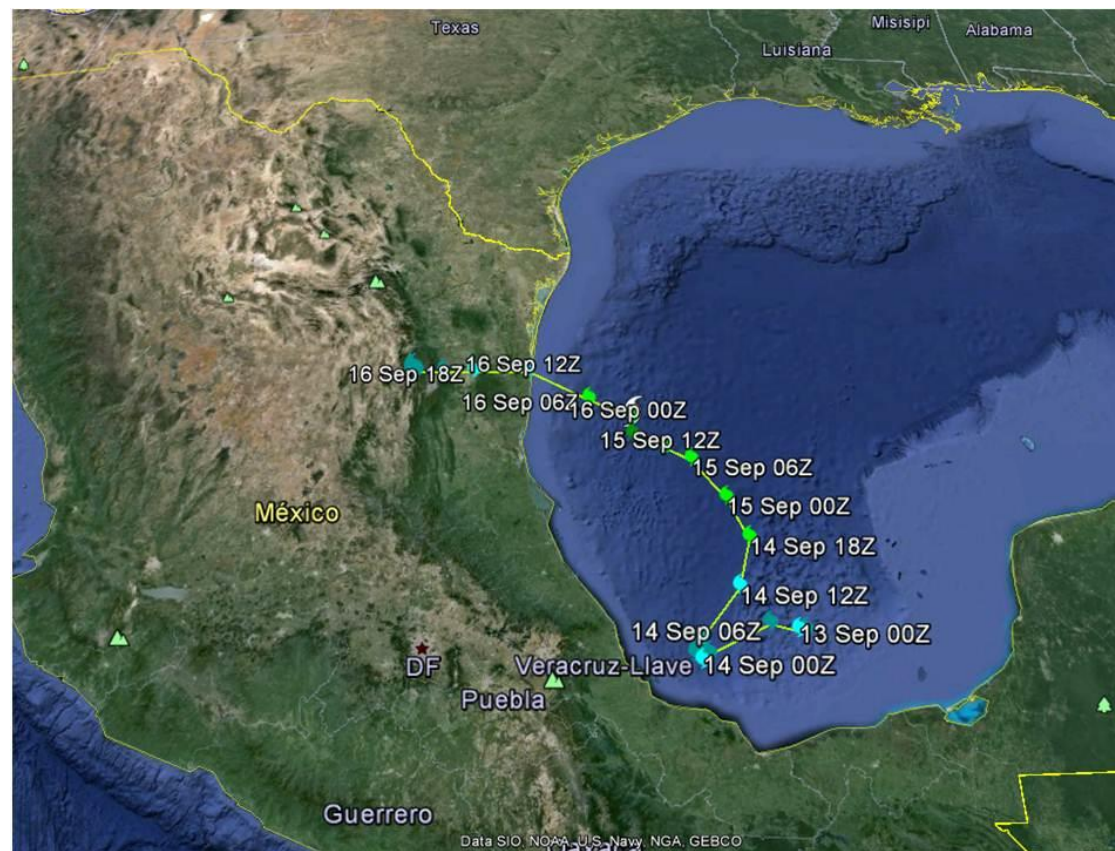 Texas
Misisipi
Alabama
Luisiana
16 Sep 12Z
16 Sep 18Z
16 Sep 06Z
16 Sep 00Z
15 Sep 12Z
15 Sep 06Z
15 Sep 00Z
México
14 Sep 18Z
14 Sep 12Z
14 Sep 06Z
13 Sep 00Z
DF
Veracruz-Llave
14 Sep 00Z
Puebla
Guerrero
Data SIO, NOAA, U.S. Navy, NGA, GEBCO
Oaxaca